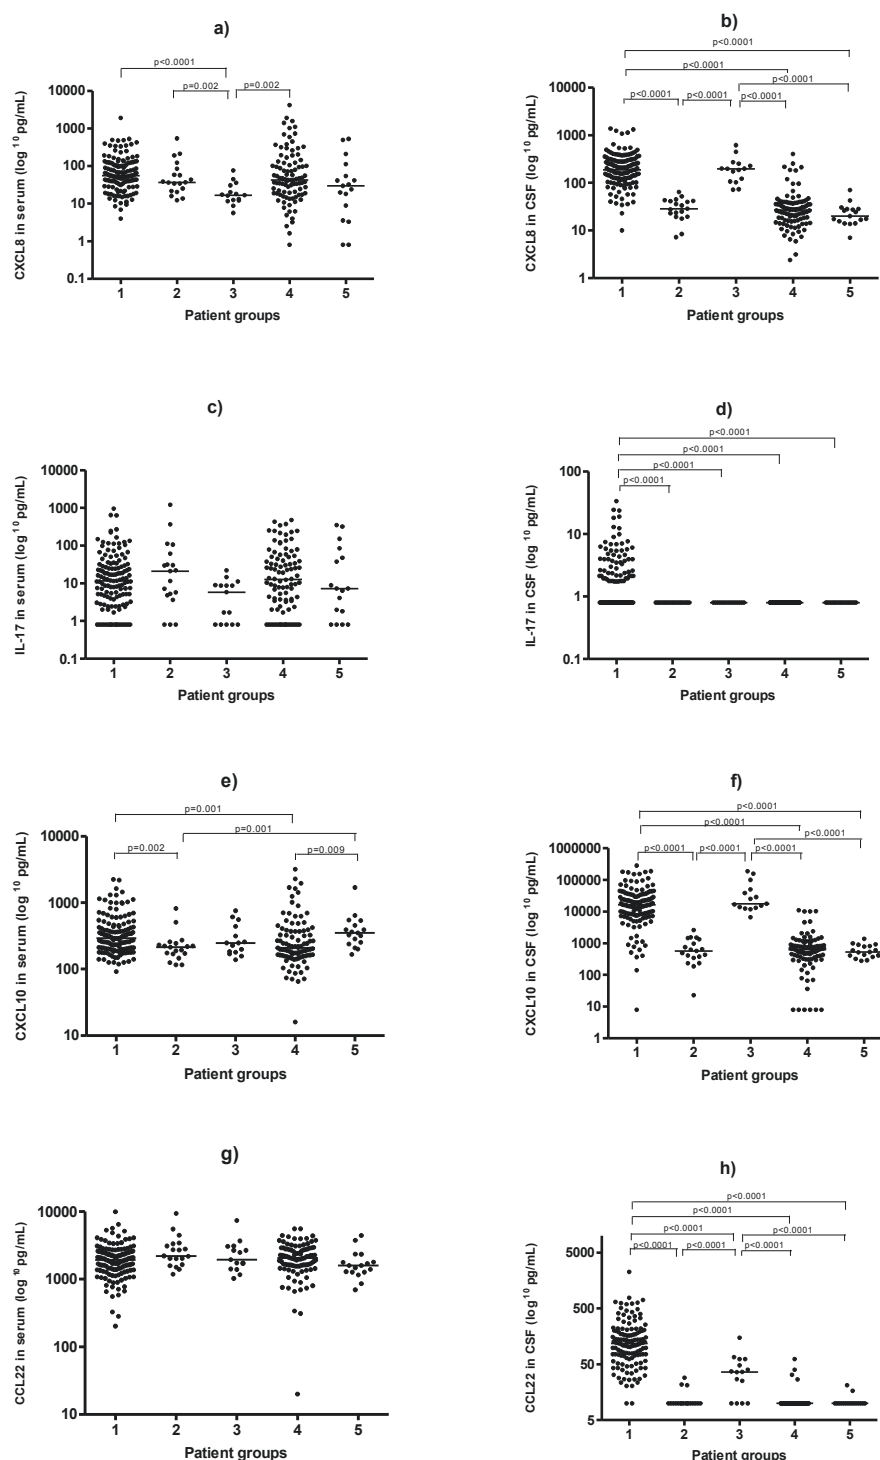 a)
p<0.0001
p=0.002 p=0.002
10000
1000
100
10
1
0.1
CXCL8 in serum (log 10 pg/mL)
1 2 3 4 5
Patient groups
b)
p<0.0001
p<0.0001
p<0.0001
p<0.0001 p<0.0001 p<0.0001
10000
1000
100
10
1
CXCL8 in CSF (log 10 pg/mL)
1 2 3 4 5
Patient groups
c)
10000
1000
100
10
1
0.1
IL-17 in serum (log 10 pg/mL)
1 2 3 4 5
Patient groups
d)
p<0.0001
p<0.0001
p<0.0001
p<0.0001
100
10
1
0.1
IL-17 in CSF (log 10 pg/mL)
1 2 3 4 5
Patient groups
e)
p=0.001
p=0.001
p=0.002 p=0.009
10000
1000
100
10
CXCL10 in serum (log 10 pg/mL)
1 2 3 4 5
Patient groups
f)
p<0.0001
p<0.0001
p<0.0001
p<0.0001 p<0.0001 p<0.0001
1000000
100000
10000
1000
100
10
1
CXCL10 in CSF (log 10 pg/mL)
1 2 3 4 5
Patient groups
g)
10000
1000
100
10
CCL22 in serum (log 10 pg/mL)
1 2 3 4 5
Patient groups
h)
p<0.0001
p<0.0001
p<0.0001 p<0.0001
p<0.0001 p<0.0001 p<0.0001
5000
500
50
5
CCL22 in CSF (log 10 pg/mL)
1 2 3 4 5
Patient groups